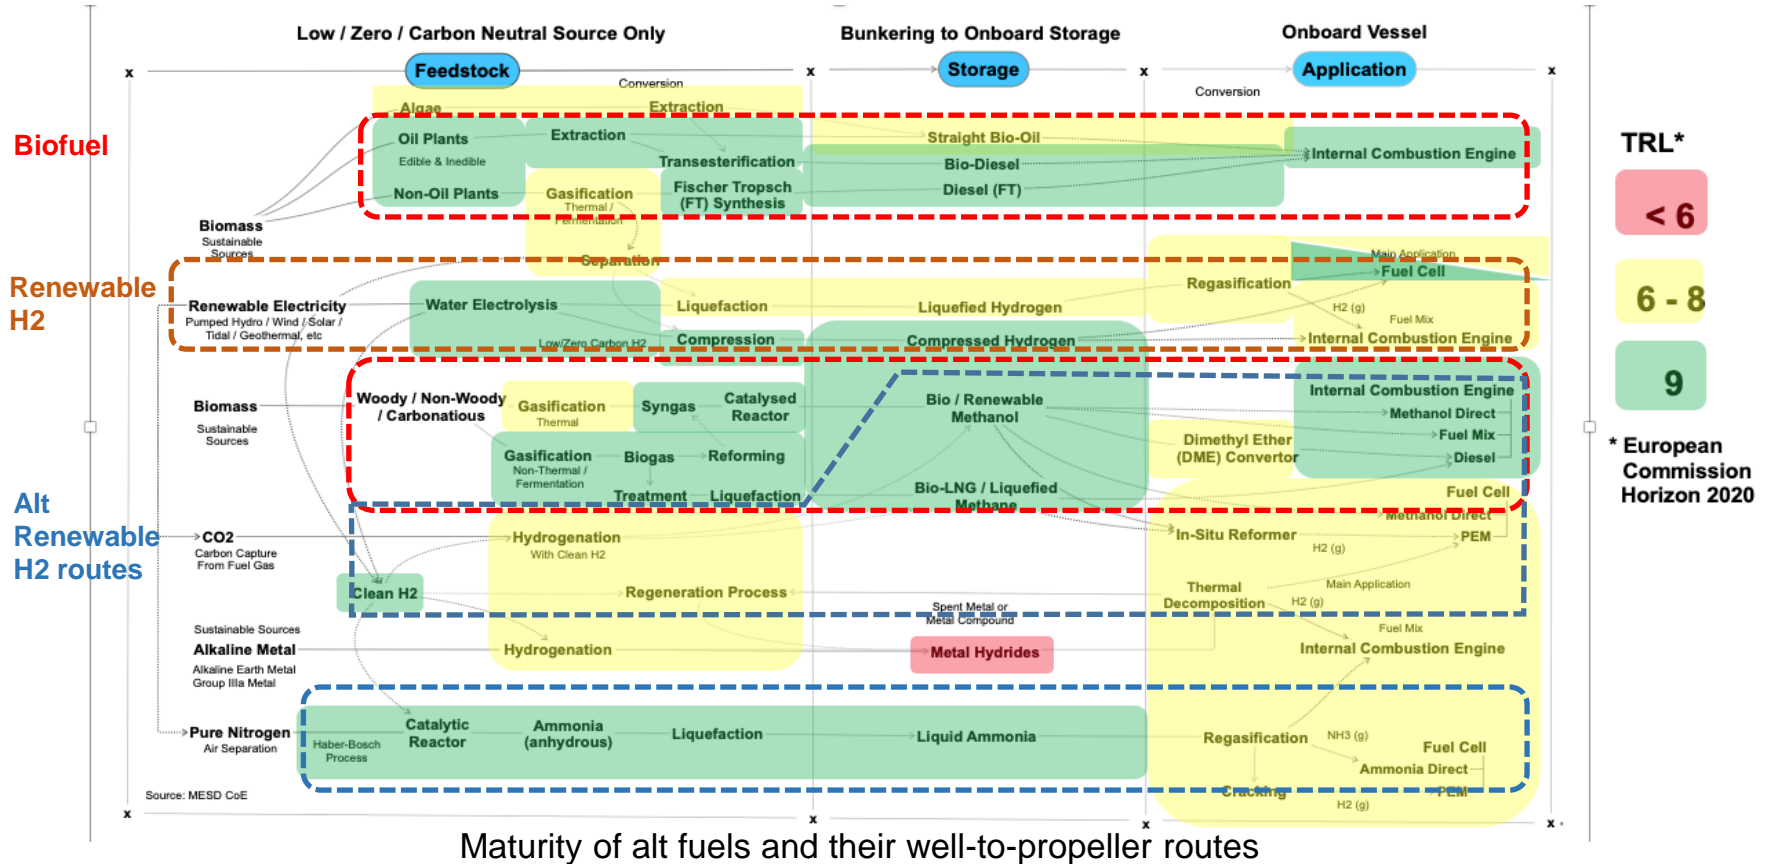 Low / Zero / Carbon Neutral Source Only
Bunkering to Onboard Storage
Onboard Vessel
x
Feedstock
x
Storage
x
Application
x
Conversion
Conversion
Algae
Extraction
Biofuel
Oil Plants
Edible & Inedible
Extraction
Straight Bio-Oil
Transesterification
Bio-Diesel
Internal Combustion Engine
Non-Oil Plants
Gasification
Thermal /
Fermentation
Fischer Tropsch
(FT) Synthesis
Diesel (FT)
TRL*
< 6
6 - 8
9
* European
Commission
Horizon 2020
Biomass
Sustainable
Sources
Separation
Main Application
Fuel Cell
Renewable
H2
Renewable Electricity
Pumped Hydro / Wind / Solar /
Tidal / Geothermal, etc
Water Electrolysis
Liquefaction
Liquefied Hydrogen
Regasification
H2 (g)
Fuel Mix
Low/Zero Carbon H2
Compression
Compressed Hydrogen
Internal Combustion Engine
Biomass
Sustainable
Sources
Woody / Non-Woody
/ Carbonatious
Gasification
Thermal
Syngas
Catalysed
Reactor
Bio / Renewable
Methanol
Internal Combustion Engine
Methanol Direct
Fuel Mix
Diesel
Gasification
Non-Thermal /
Fermentation
Biogas
Reforming
Dimethyl Ether
(DME) Convertor
Treatment
Liquefaction
Bio-LNG / Liquefied
Methane
Fuel Cell
Methanol Direct
PEM
Alt
Renewable
H2 routes
CO2
Carbon Capture
From Fuel Gas
Hydrogenation
With Clean H2
In-Situ Reformer
H2 (g)
Clean H2
Regeneration Process
Thermal
Decomposition
Main Application
H2 (g)
Spent Metal or
Metal Compound
Fuel Mix
Sustainable Sources
Alkaline Metal
Alkaline Earth Metal
Group IIIa Metal
Hydrogenation
Metal Hydrides
Internal Combustion Engine
Pure Nitrogen
Air Separation
Haber-Bosch
Process
Catalytic
Reactor
Ammonia
(anhydrous)
Liquefaction
Liquid Ammonia
Regasification
NH3 (g)
Fuel Cell
Ammonia Direct
Cracking
H2 (g)
PEM
Source: MESD CoE
x
x
x
x
Maturity of alt fuels and their well-to-propeller routes